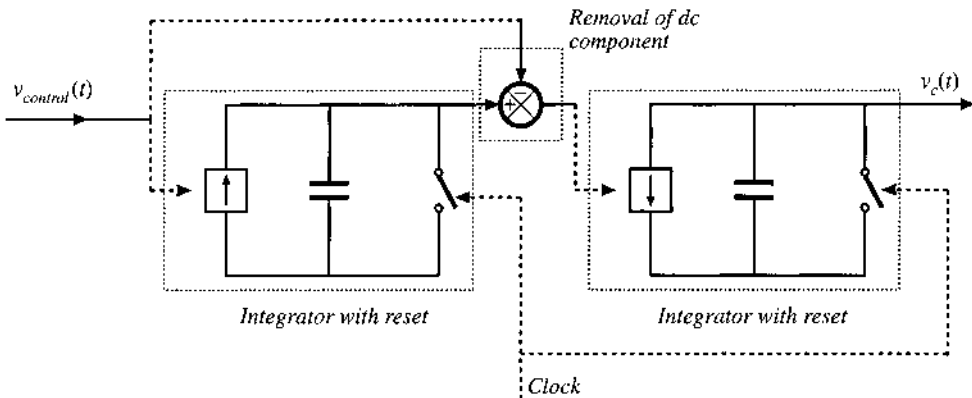 Removal of dc
component
v_control(t)
v_c(t)
+
−
Integrator with reset
Integrator with reset
Clock